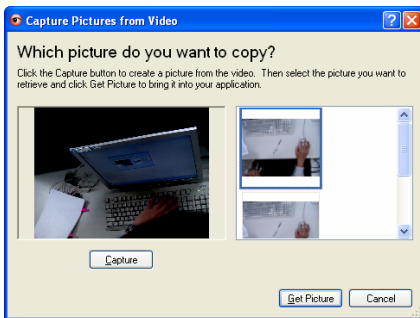 Capture Pictures from Video
Which picture do you want to copy?
Click the Capture button to create a picture from the video. Then select the picture you want to
retrieve and click Get Picture to bring it into your application.
Capture
Get Picture
Cancel